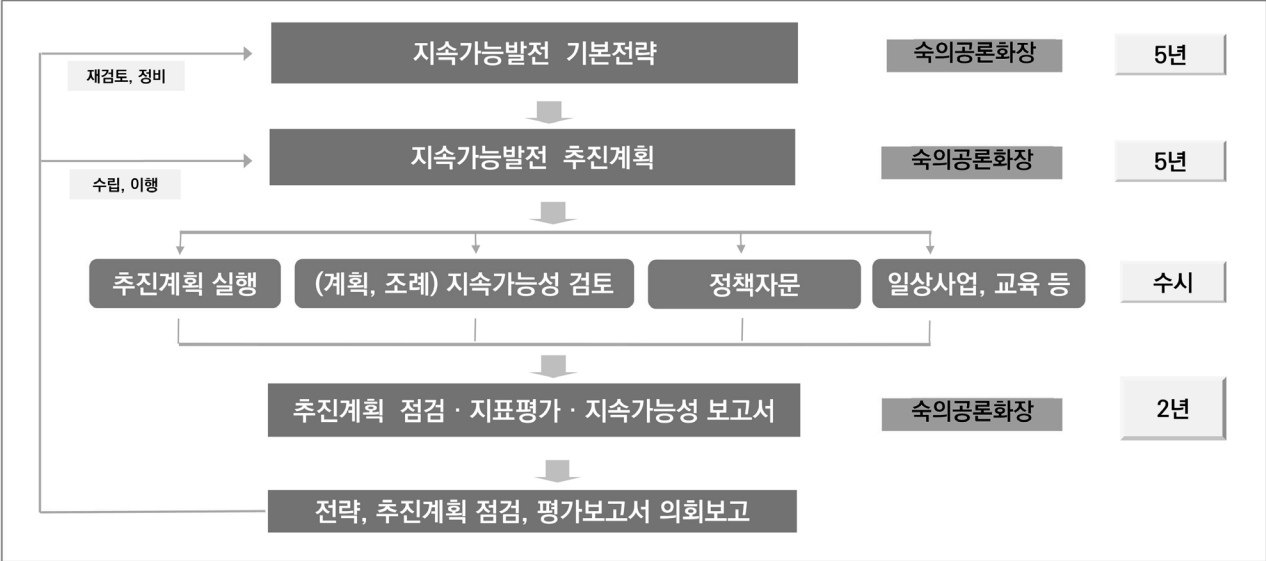 지속가능발전 기본전략
숙의공론화장
5년
재검토, 정비
지속가능발전 추진계획
숙의공론화장
5년
수립, 이행
추진계획 실행
(계획, 조례) 지속가능성 검토
정책자문
일상사업, 교육 등
수시
추진계획 점검 · 지표평가 · 지속가능성 보고서
숙의공론화장
2년
전략, 추진계획 점검, 평가보고서 의회보고